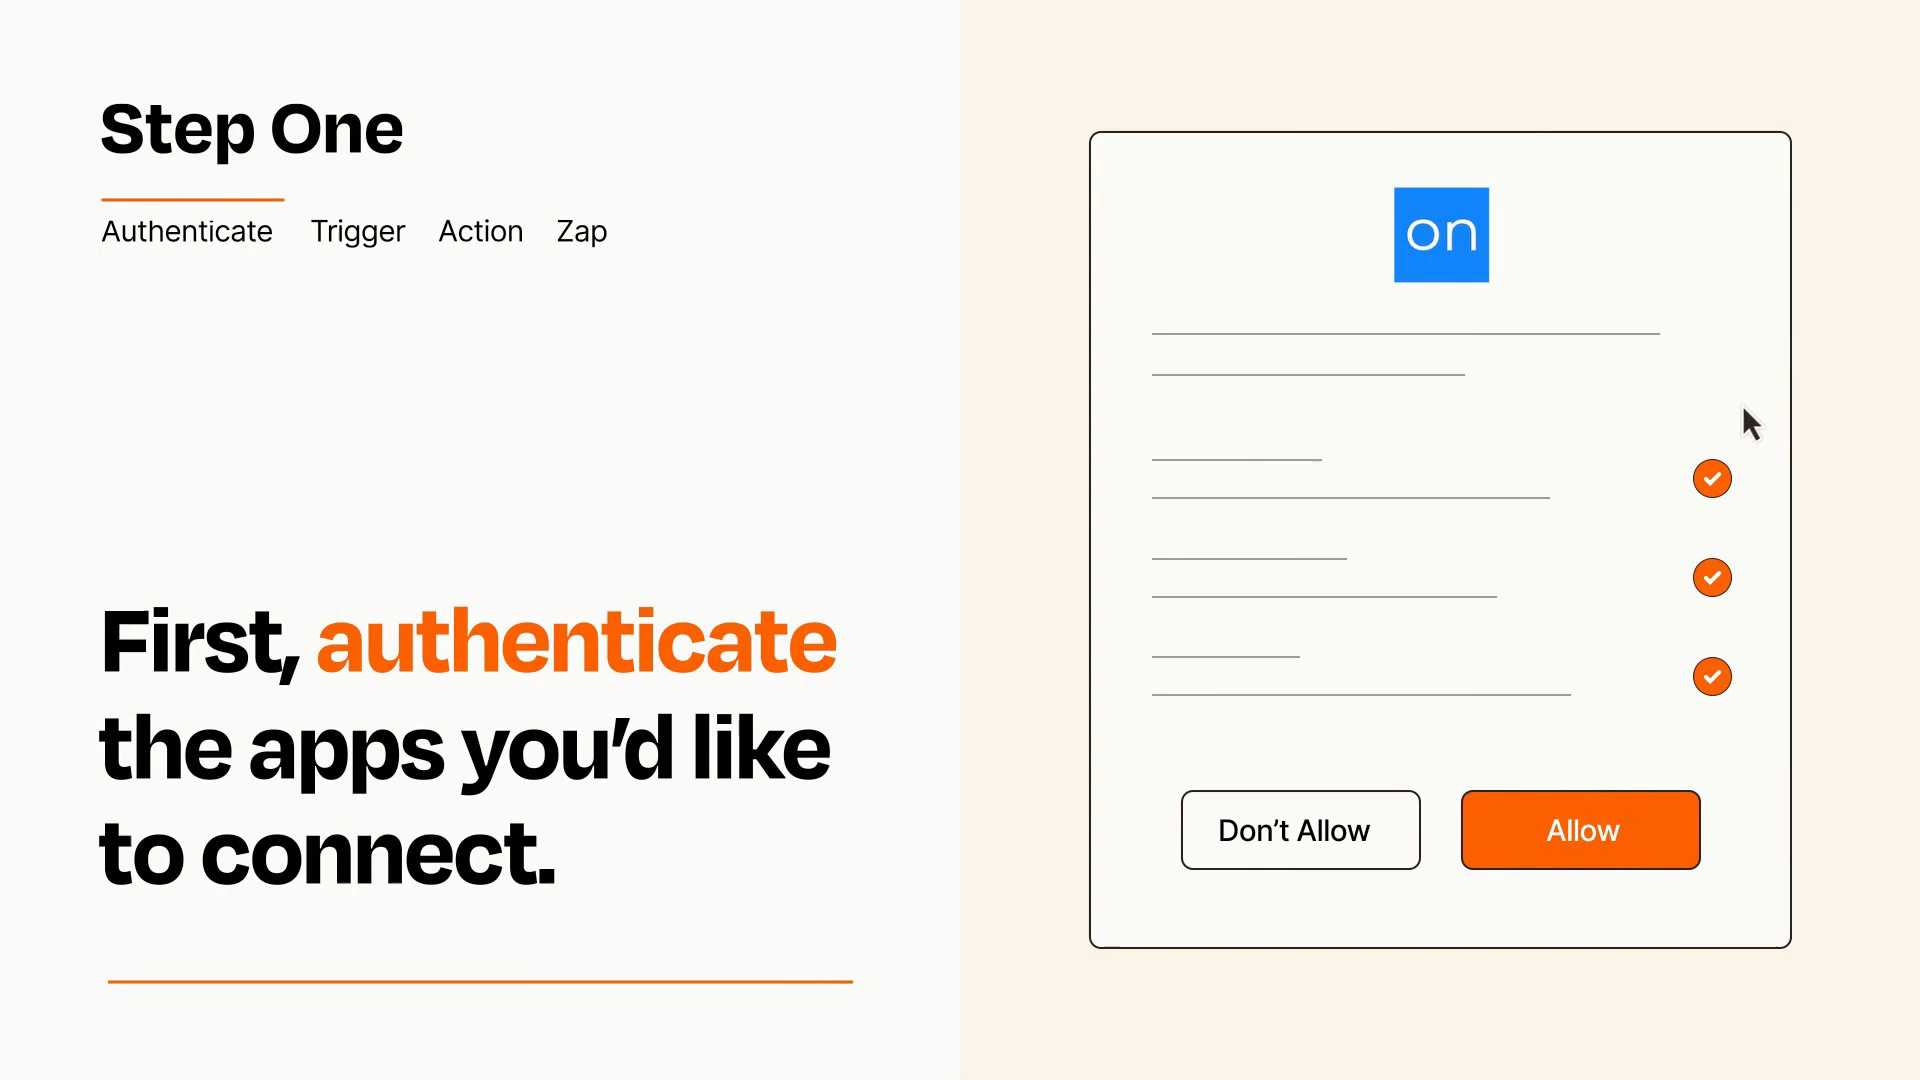 Step One
Authenticate Trigger Action Zap
First, authenticate
the apps you’d like
to connect.
on
Don’t Allow Allow